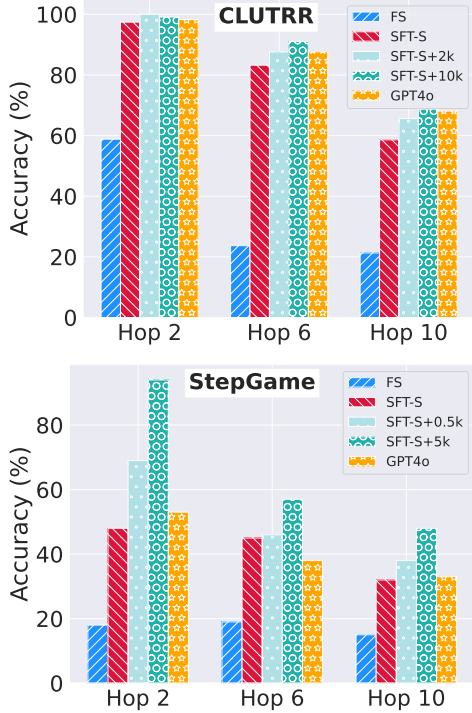 CLUTRR
FS
SFT-S
SFT-S+2k
SFT-S+10k
GPT4o
Accuracy (%)
100
80
60
40
20
0
Hop 2 Hop 6 Hop 10
StepGame
FS
SFT-S
SFT-S+0.5k
SFT-S+5k
GPT4o
Accuracy (%)
80
60
40
20
0
Hop 2 Hop 6 Hop 10